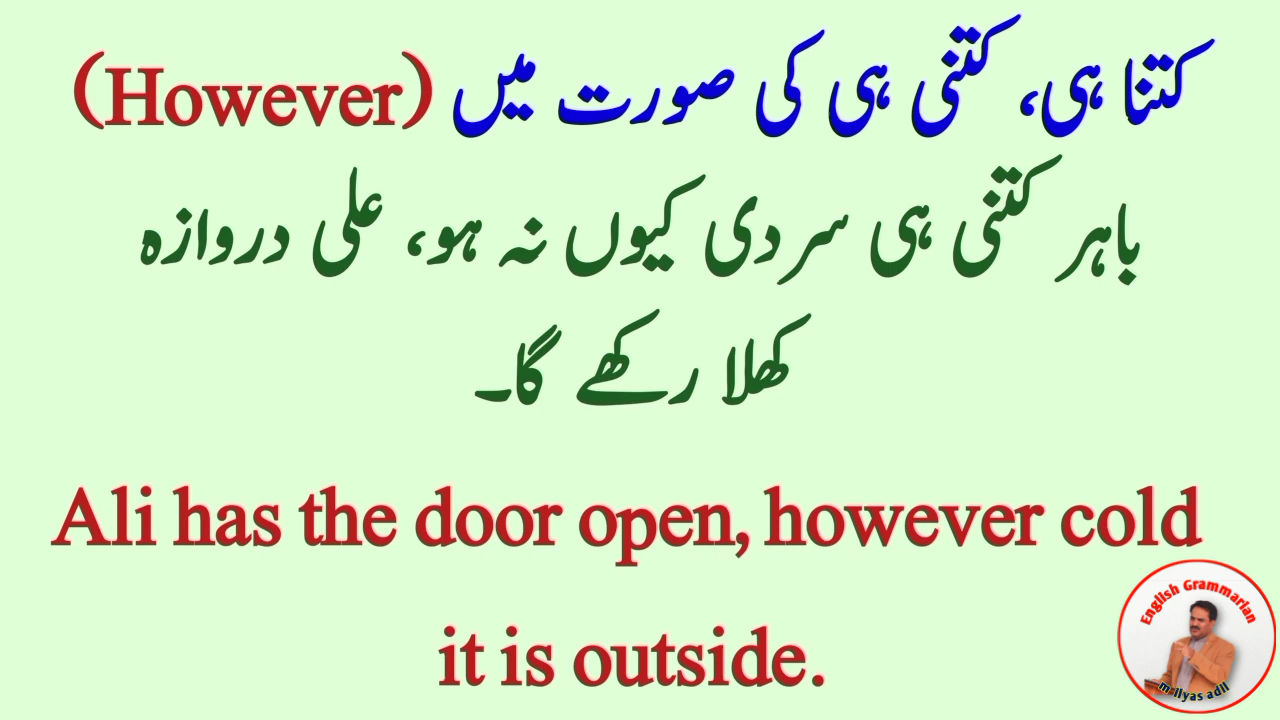 کتنا ہی، کتنی ہی کی صورت میں (However)
باہر کتنی ہی سردی کیوں نہ ہو، علی دروازہ
کھلا رکھے گا۔
Ali has the door open, however cold
it is outside.
English Grammarian
m ilyas adil